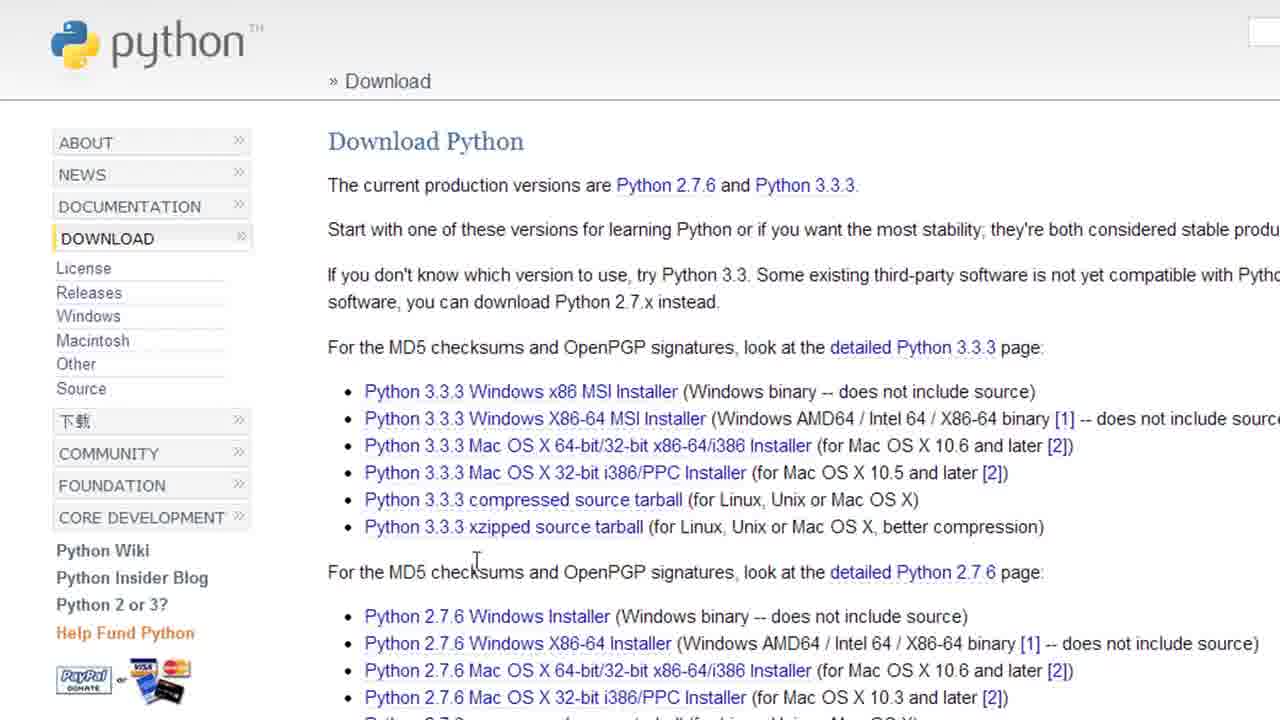 python™
» Download
ABOUT »
NEWS »
DOCUMENTATION »
DOWNLOAD »
License
Releases
Windows
Macintosh
Other
Source
下载 »
COMMUNITY »
FOUNDATION »
CORE DEVELOPMENT »
Python Wiki
Python Insider Blog
Python 2 or 3?
Help Fund Python
PayPal
DONATE
or
VISA
MasterCard
Download Python
The current production versions are Python 2.7.6 and Python 3.3.3.
Start with one of these versions for learning Python or if you want the most stability; they're both considered stable produ
If you don't know which version to use, try Python 3.3. Some existing third-party software is not yet compatible with Pytho
software, you can download Python 2.7.x instead.
For the MD5 checksums and OpenPGP signatures, look at the detailed Python 3.3.3 page:
• Python 3.3.3 Windows x86 MSI Installer (Windows binary -- does not include source)
• Python 3.3.3 Windows X86-64 MSI Installer (Windows AMD64 / Intel 64 / X86-64 binary [1] -- does not include source
• Python 3.3.3 Mac OS X 64-bit/32-bit x86-64/i386 Installer (for Mac OS X 10.6 and later [2])
• Python 3.3.3 Mac OS X 32-bit i386/PPC Installer (for Mac OS X 10.5 and later [2])
• Python 3.3.3 compressed source tarball (for Linux, Unix or Mac OS X)
• Python 3.3.3 xzipped source tarball (for Linux, Unix or Mac OS X, better compression)
For the MD5 checksums and OpenPGP signatures, look at the detailed Python 2.7.6 page:
• Python 2.7.6 Windows Installer (Windows binary -- does not include source)
• Python 2.7.6 Windows X86-64 Installer (Windows AMD64 / Intel 64 / X86-64 binary [1] -- does not include source)
• Python 2.7.6 Mac OS X 64-bit/32-bit x86-64/i386 Installer (for Mac OS X 10.6 and later [2])
• Python 2.7.6 Mac OS X 32-bit i386/PPC Installer (for Mac OS X 10.3 and later [2])